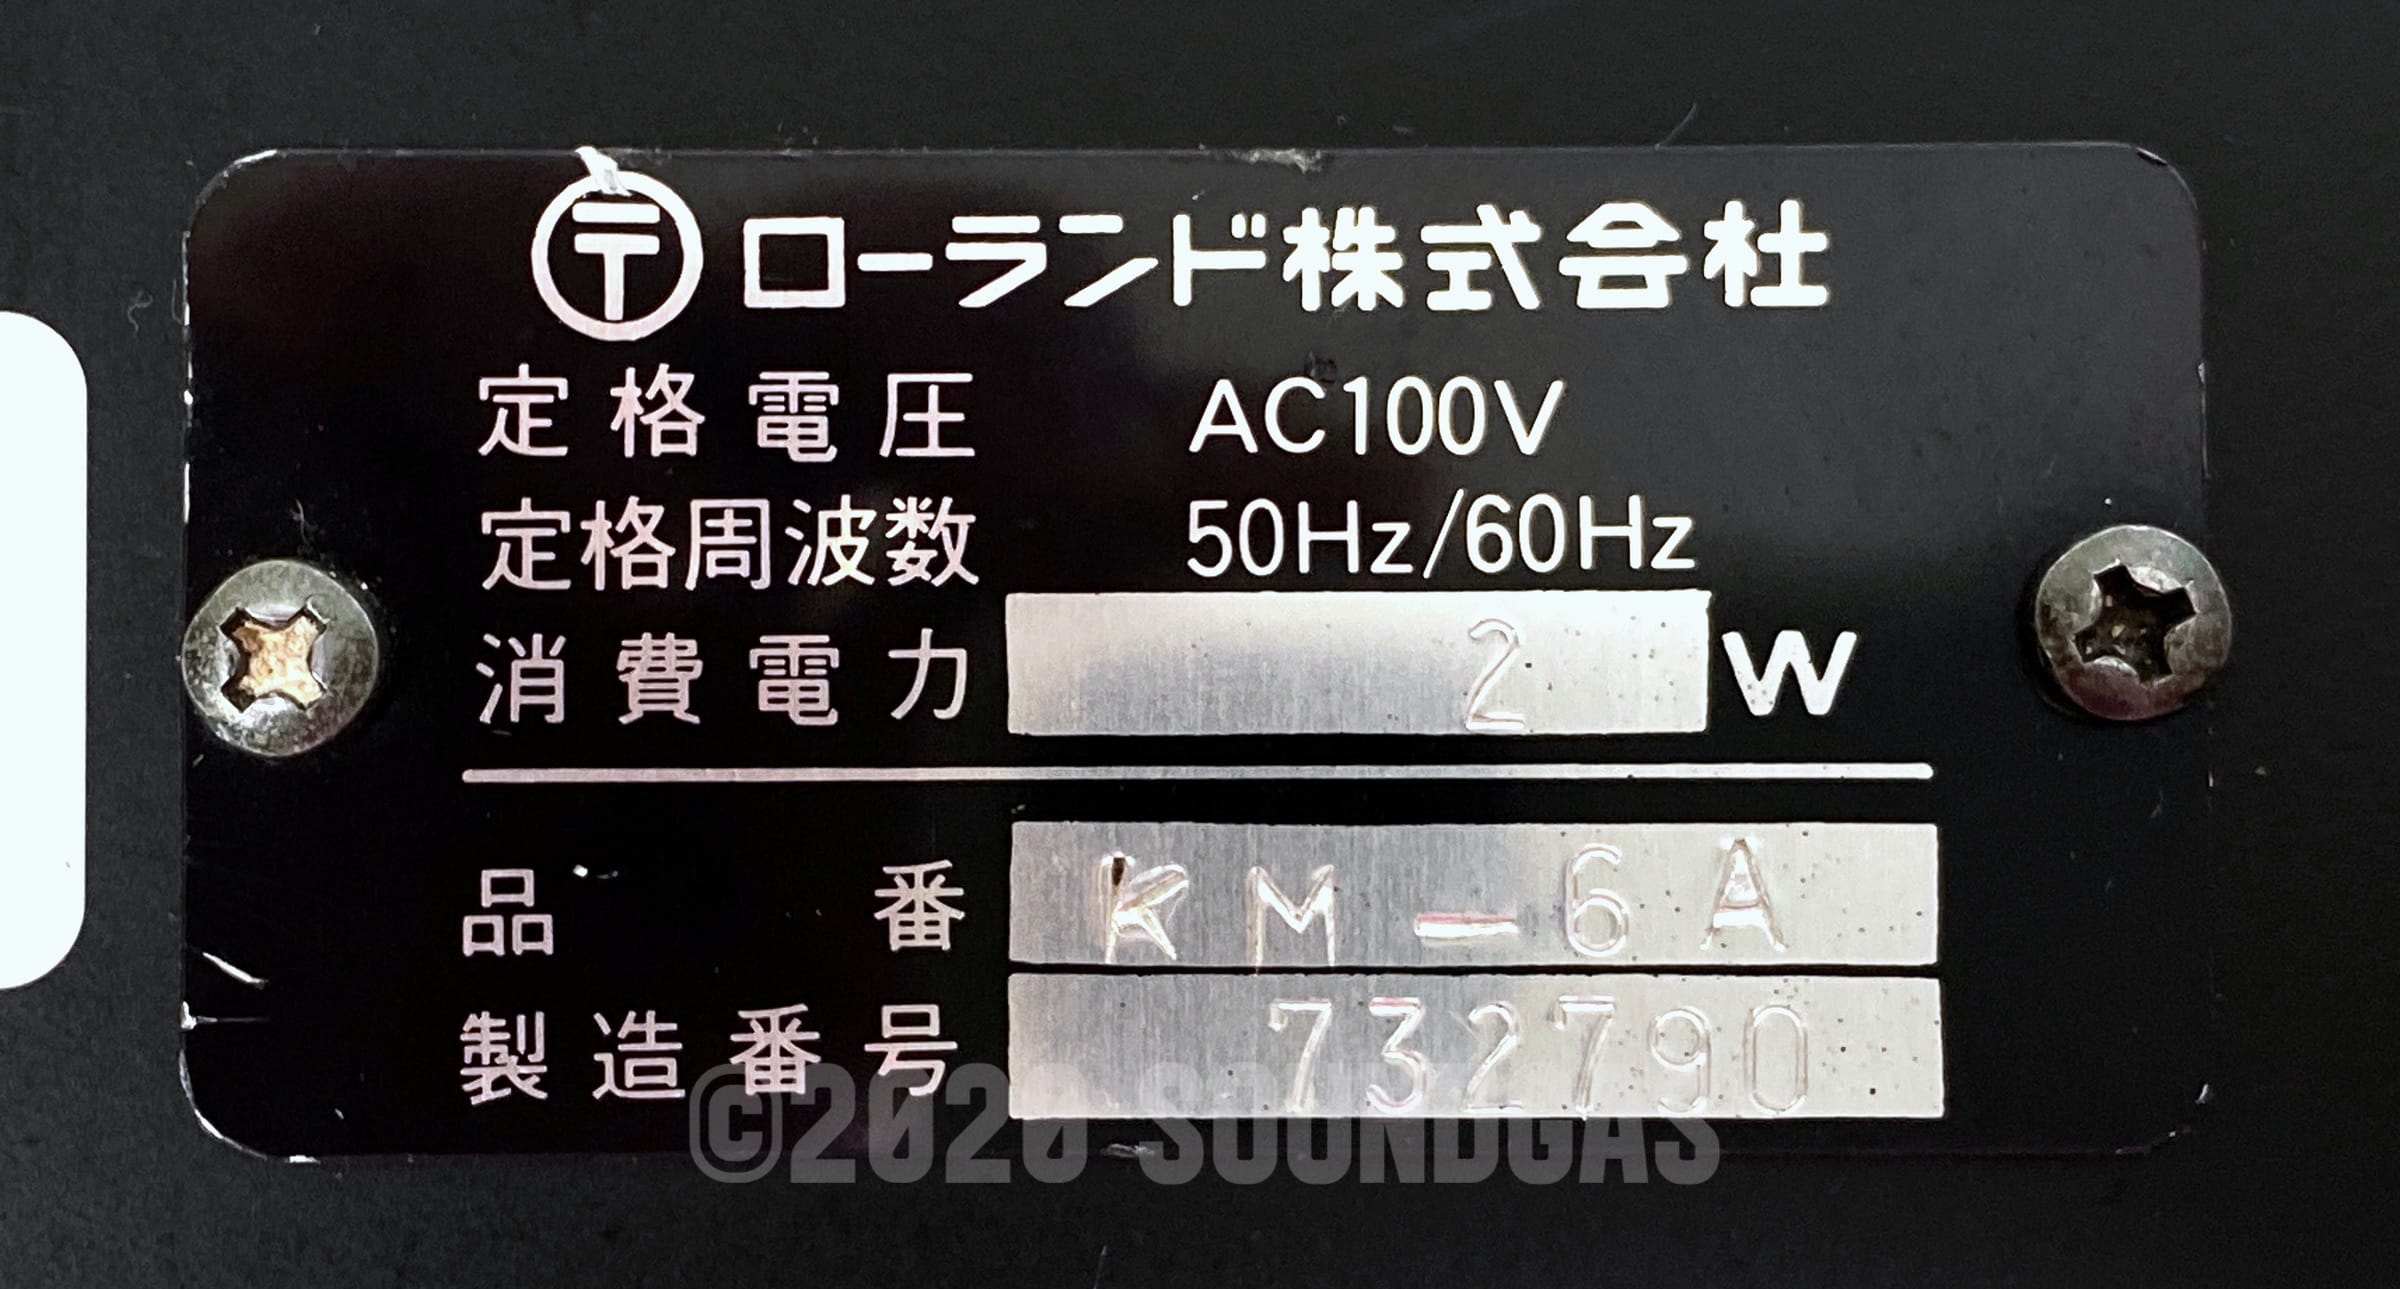 〒ローランド株式会社
定格電圧 AC100V
定格周波数 50Hz/60Hz
消費電力 2 W
品番 KM-6A
製造番号 732790
©2020 SOUNDGAS